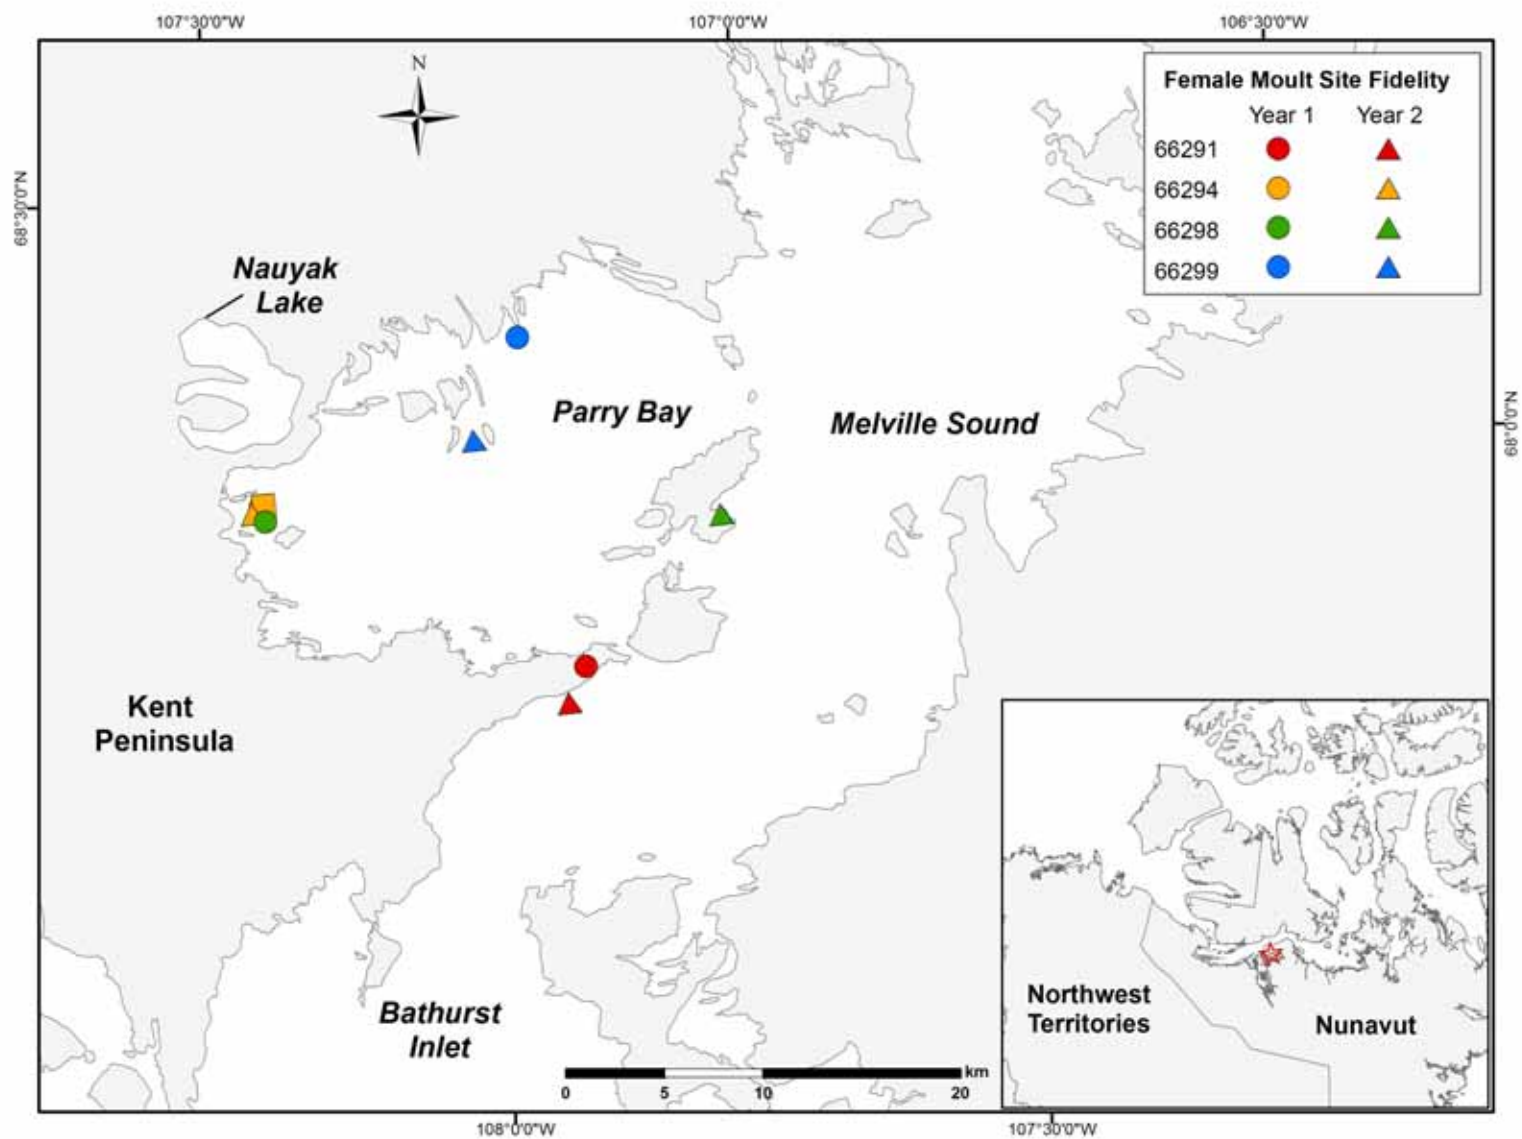 107°30'0"W
107°0'0"W
106°30'0"W
N
Female Moult Site Fidelity
Year 1 Year 2
66291
66294
66298
66299
68°30'0"N
Nauyak
Lake
Parry Bay
Melville Sound
68°0'0"N
Kent
Peninsula
Bathurst
Inlet
Northwest
Territories
Nunavut
km
0 5 10 20
108°0'0"W
107°30'0"W